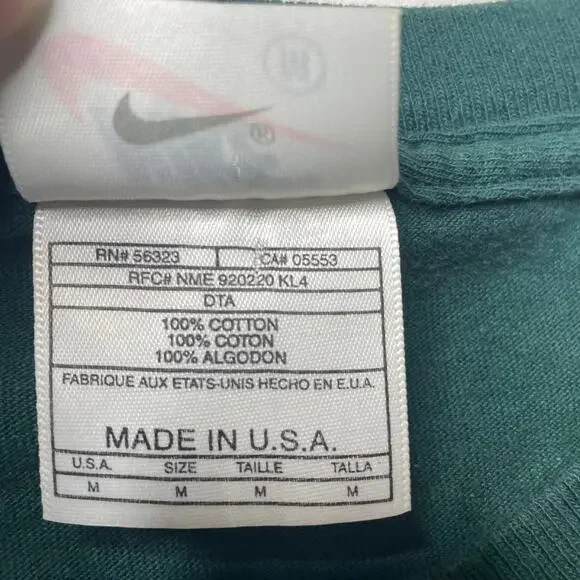 RN# 56323 CA# 05553
RFC# NME 920220 KL4
DTA
100% COTTON
100% COTON
100% ALGODON
FABRIQUE AUX ETATS-UNIS HECHO EN E.U.A.
MADE IN U.S.A.
U.S.A. SIZE TAILLE TALLA
M M M M